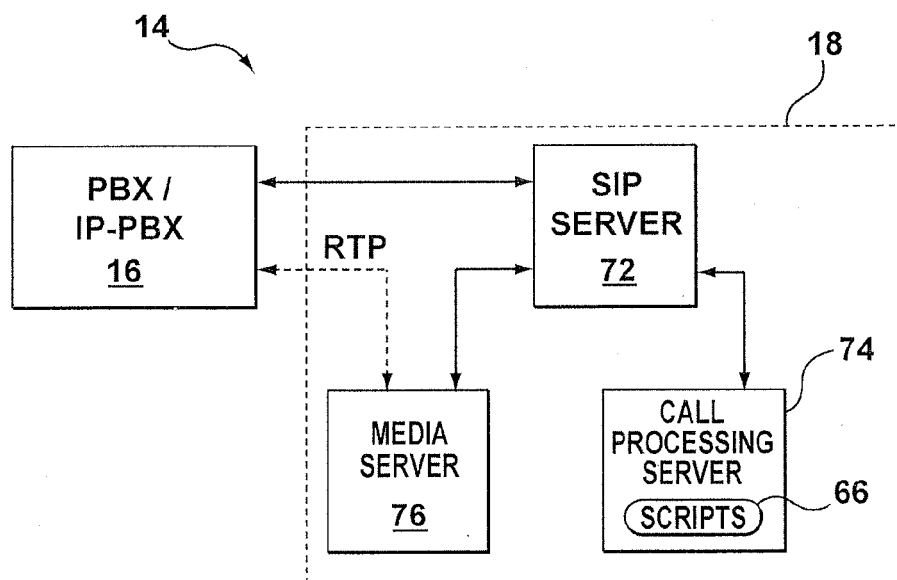 14
18
PBX /
IP-PBX
16
SIP
SERVER
72
RTP
MEDIA
SERVER
76
74
CALL
PROCESSING
SERVER
SCRIPTS
66